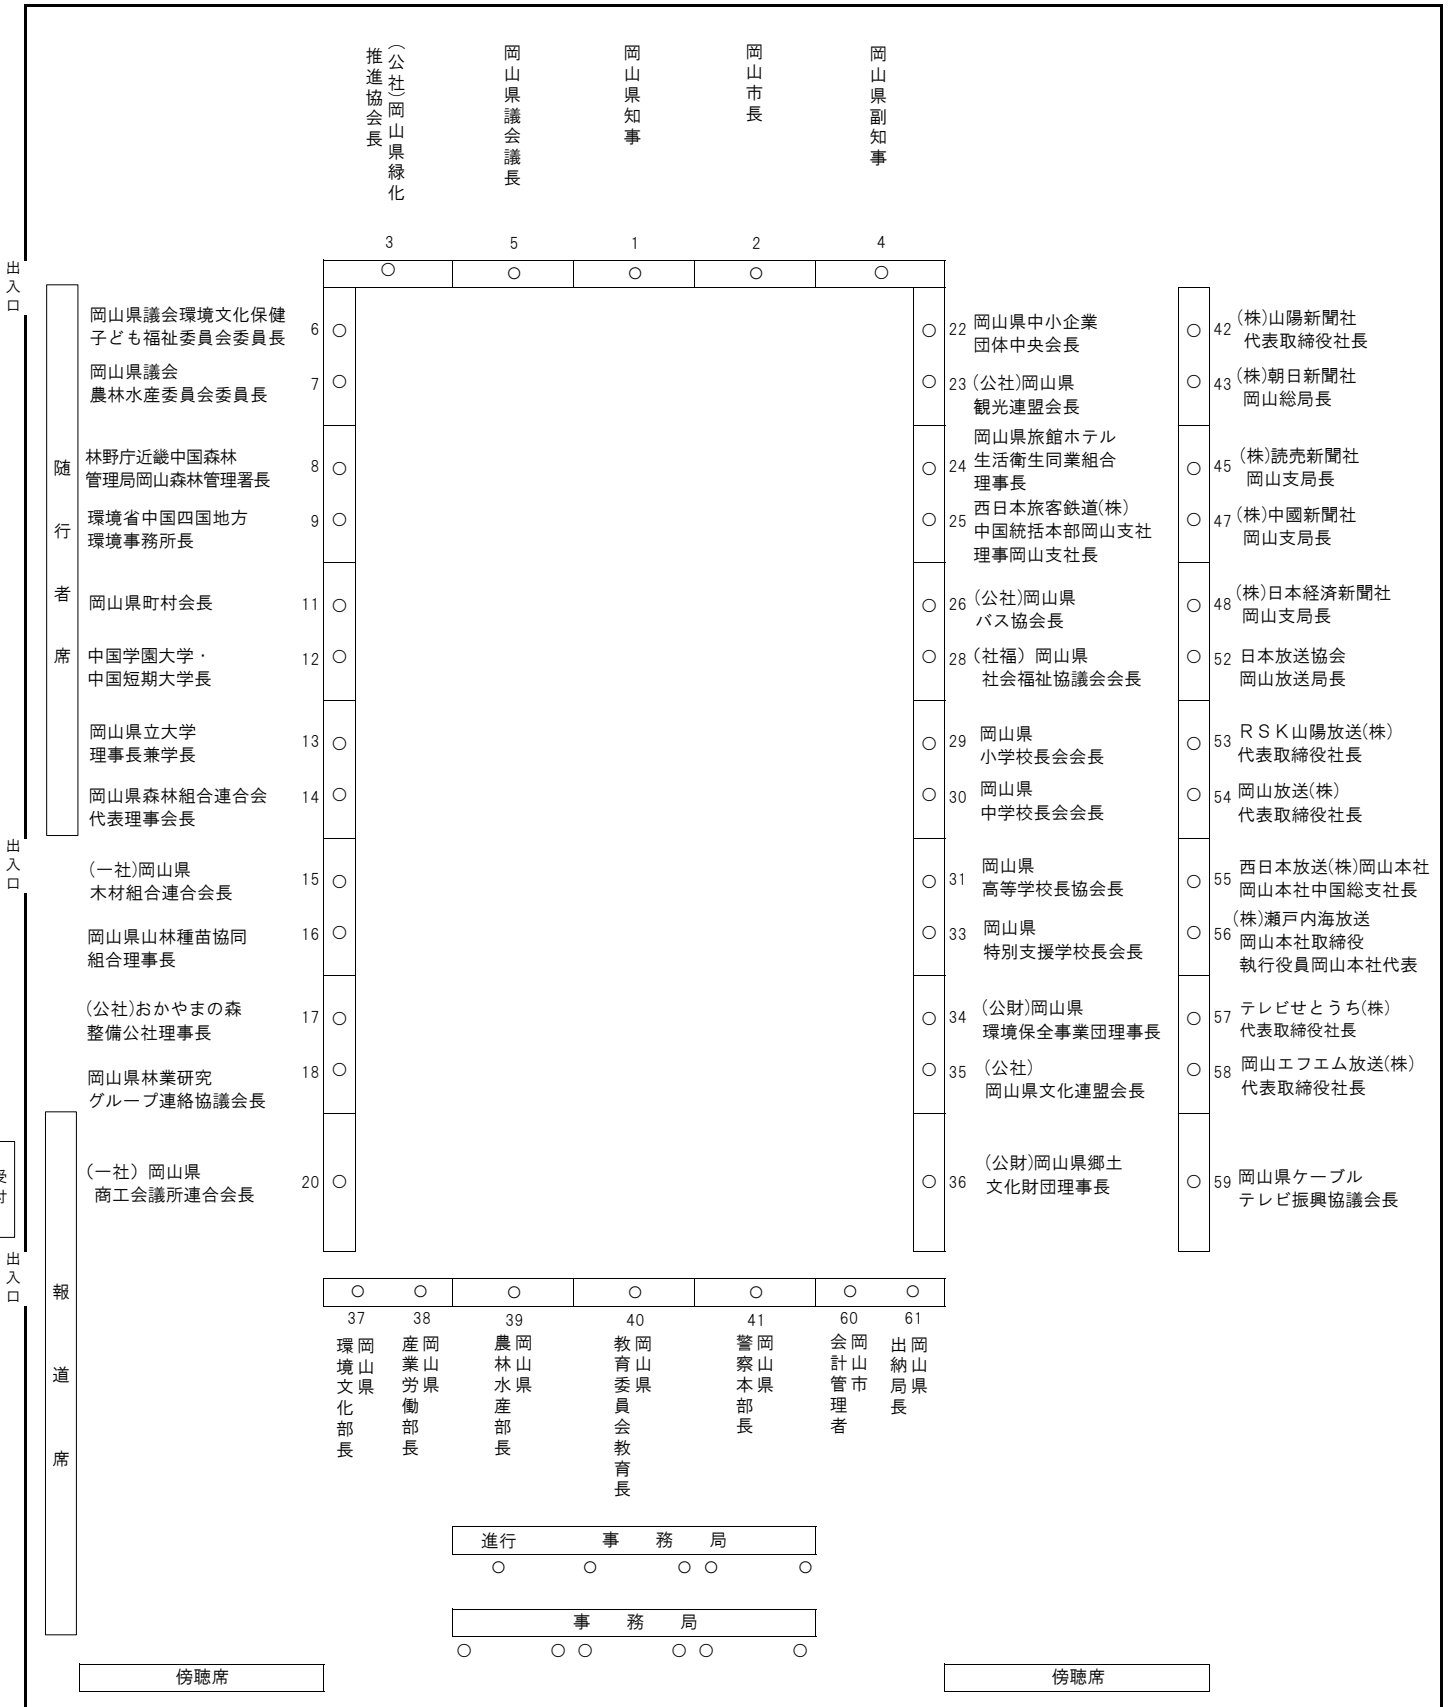 (公社)岡山県緑化
推進協会長
岡山県議会議長
岡山県知事
岡山市長
岡山県副知事
3
5
1
2
4
出入口
岡山県議会環境文化保健
子ども福祉委員会委員長
6
岡山県議会
農林水産委員会委員長
7
随行者席
林野庁近畿中国森林
管理局岡山森林管理署長
8
環境省中国四国地方
環境事務所長
9
岡山県町村会長
11
中国学園大学・
中国短期大学長
12
岡山県立大学
理事長兼学長
13
岡山県森林組合連合会
代表理事会長
14
出入口
(一社)岡山県
木材組合連合会長
15
岡山県山林種苗協同
組合理事長
16
(公社)おかやまの森
整備公社理事長
17
岡山県林業研究
グループ連絡協議会長
18
受付
(一社)岡山県
商工会議所連合会長
20
出入口
報道席
22
岡山県中小企業
団体中央会長
23
(公社)岡山県
観光連盟会長
24
岡山県旅館ホテル
生活衛生同業組合
理事長
25
西日本旅客鉄道(株)
中国統括本部岡山支社
理事岡山支社長
26
(公社)岡山県
バス協会長
28
(社福)岡山県
社会福祉協議会会長
29
岡山県
小学校長会会長
30
岡山県
中学校長会会長
31
岡山県
高等学校長協会長
33
岡山県
特別支援学校長会長
34
(公財)岡山県
環境保全事業団理事長
35
(公社)
岡山県文化連盟会長
36
(公財)岡山県郷土
文化財団理事長
42
(株)山陽新聞社
代表取締役社長
43
(株)朝日新聞社
岡山総局長
45
(株)読売新聞社
岡山支局長
47
(株)中國新聞社
岡山支局長
48
(株)日本経済新聞社
岡山支局長
52
日本放送協会
岡山放送局長
53
ＲＳＫ山陽放送(株)
代表取締役社長
54
岡山放送(株)
代表取締役社長
55
西日本放送(株)岡山本社
岡山本社中国総支社長
56
(株)瀬戸内海放送
岡山本社取締役
執行役員岡山本社代表
57
テレビせとうち(株)
代表取締役社長
58
岡山エフエム放送(株)
代表取締役社長
59
岡山県ケーブル
テレビ振興協議会長
37
岡山県
環境文化部長
38
岡山県
産業労働部長
39
岡山県
農林水産部長
40
岡山県
教育委員会教育長
41
岡山県
警察本部長
60
岡山市
会計管理者
61
岡山県
出納局長
進行 事務局
事務局
傍聴席
傍聴席